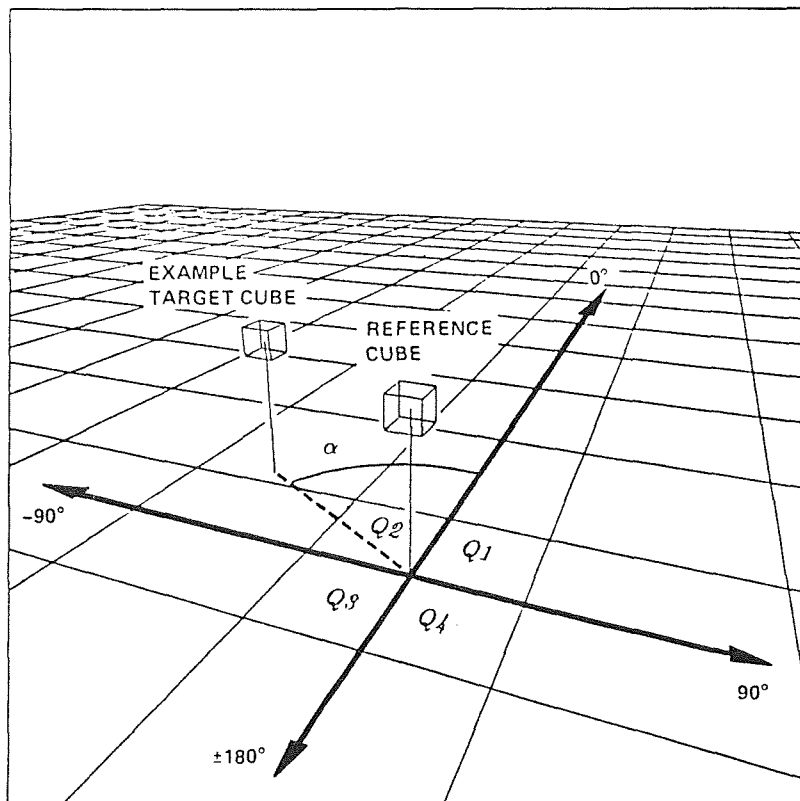 EXAMPLE
TARGET CUBE
0°
REFERENCE
CUBE
α
-90°
Q2
Q1
Q3
Q4
90°
±180°